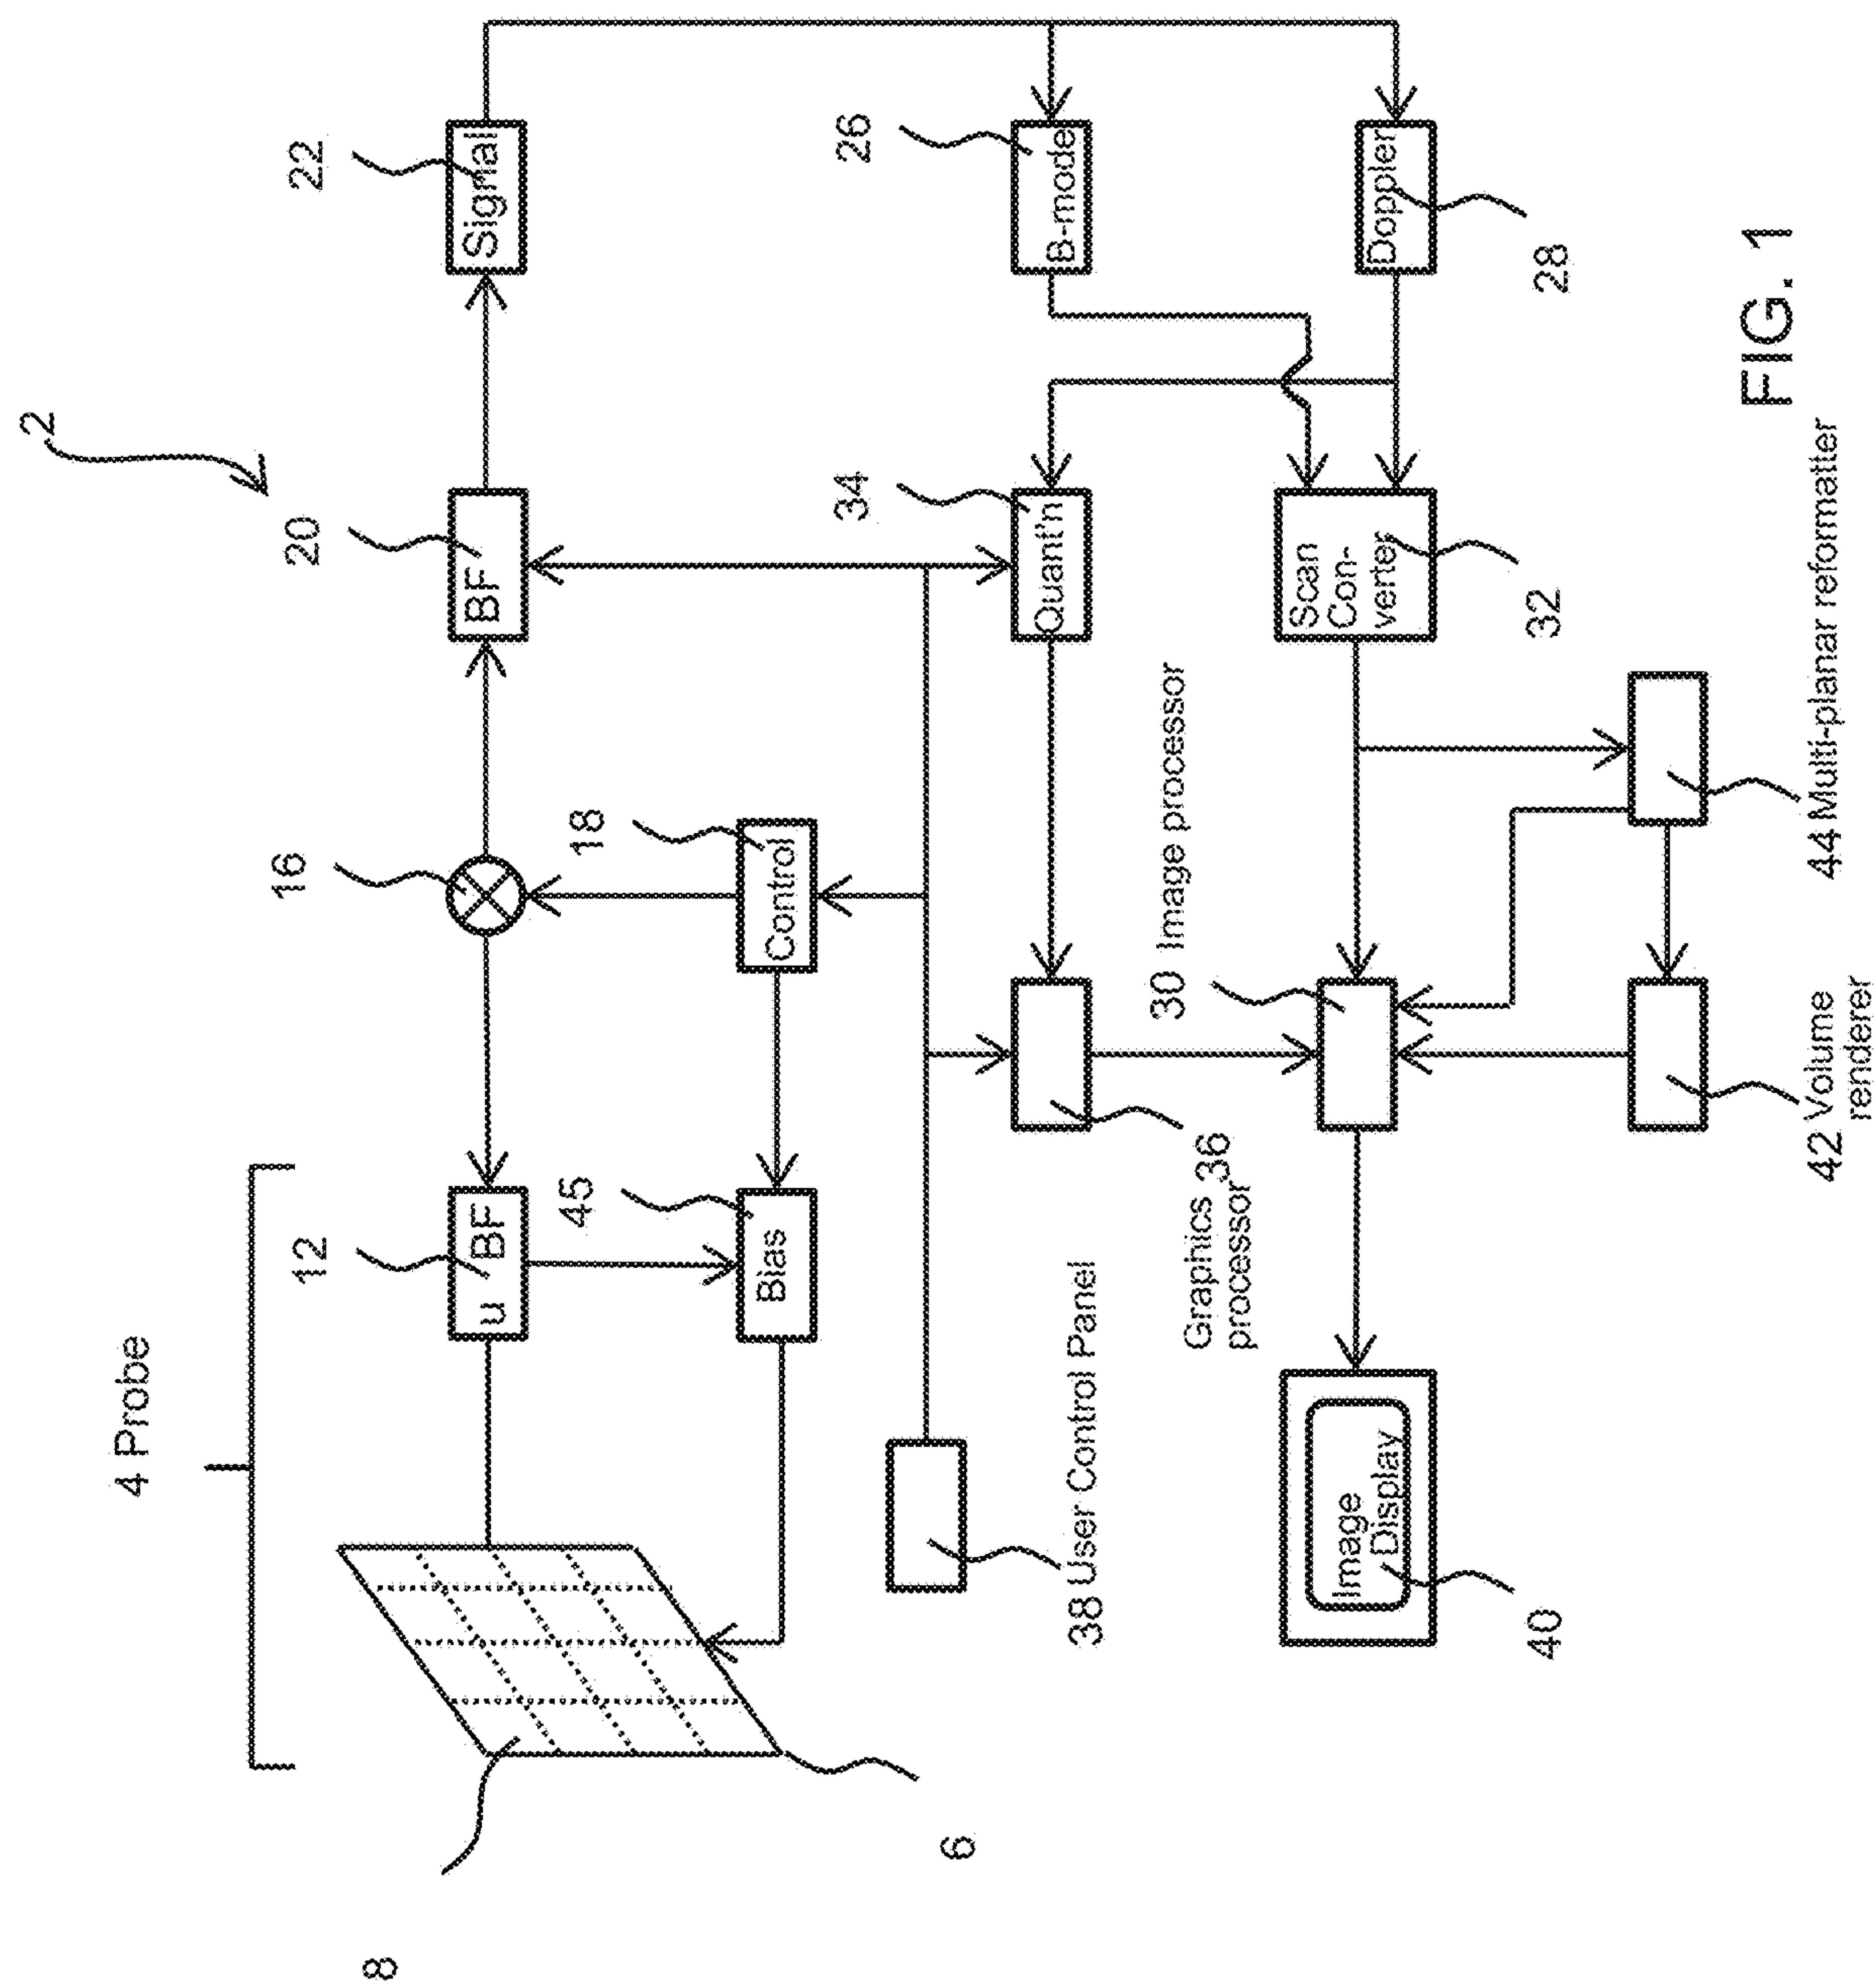 4 Probe
8
6
12
u BF
45
Bias
16
18
Control
2
20
BF
22
Signal
26
B-mode
Doppler
28
34
Quant'n
Scan
Con-
verter
32
38 User Control Panel
Graphics 36
processor
30 Image processor
Image
Display
40
42 Volume
renderer
44 Multi-planar reformatter
FIG. 1